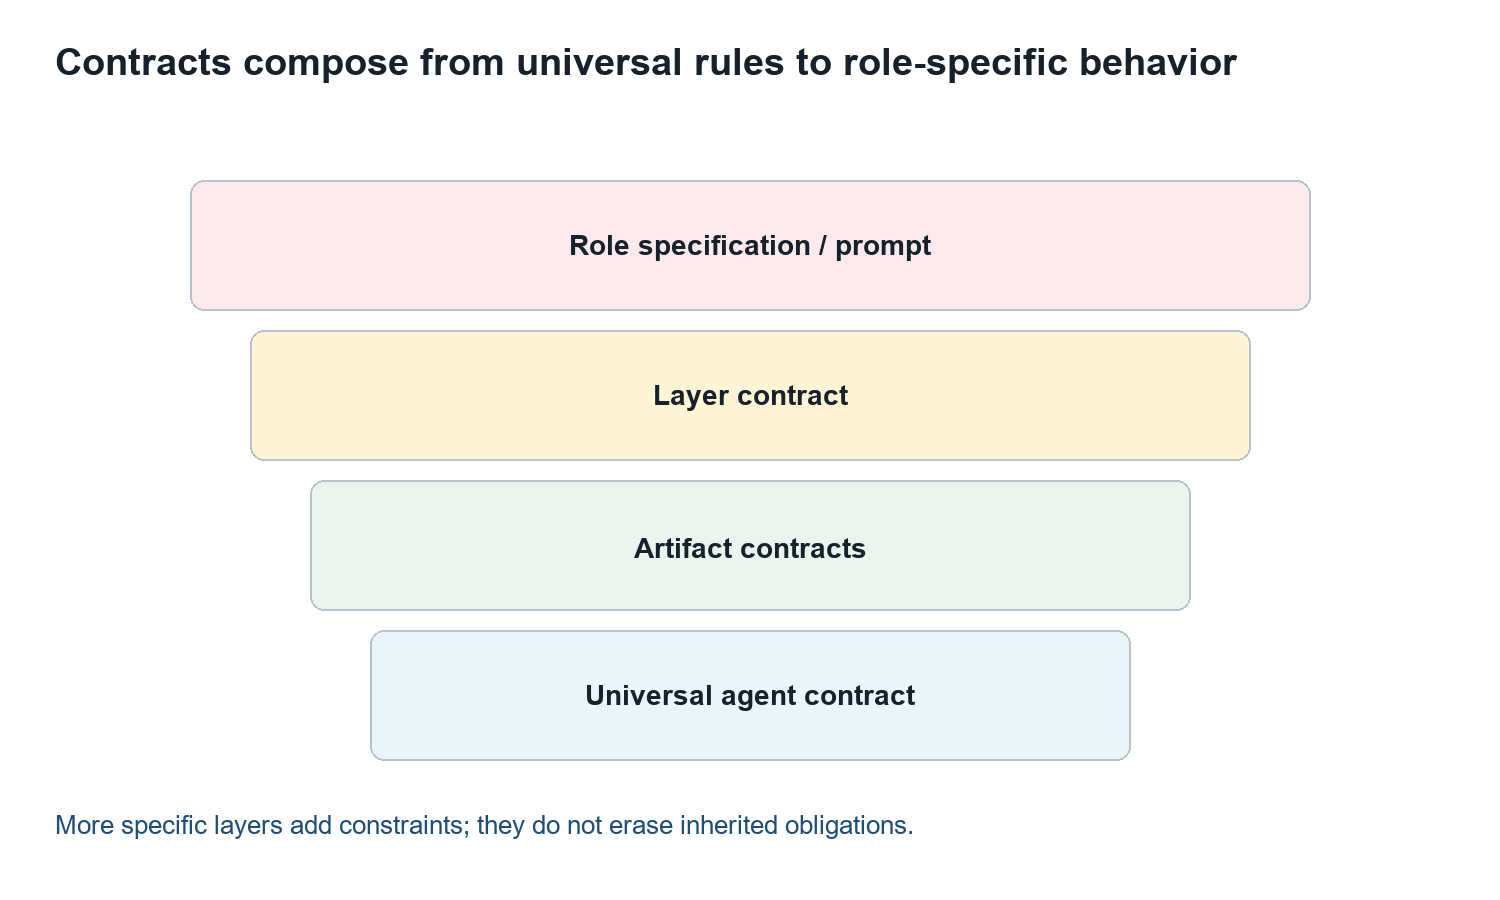 Contracts compose from universal rules to role-specific behavior
Role specification / prompt
Layer contract
Artifact contracts
Universal agent contract
More specific layers add constraints; they do not erase inherited obligations.